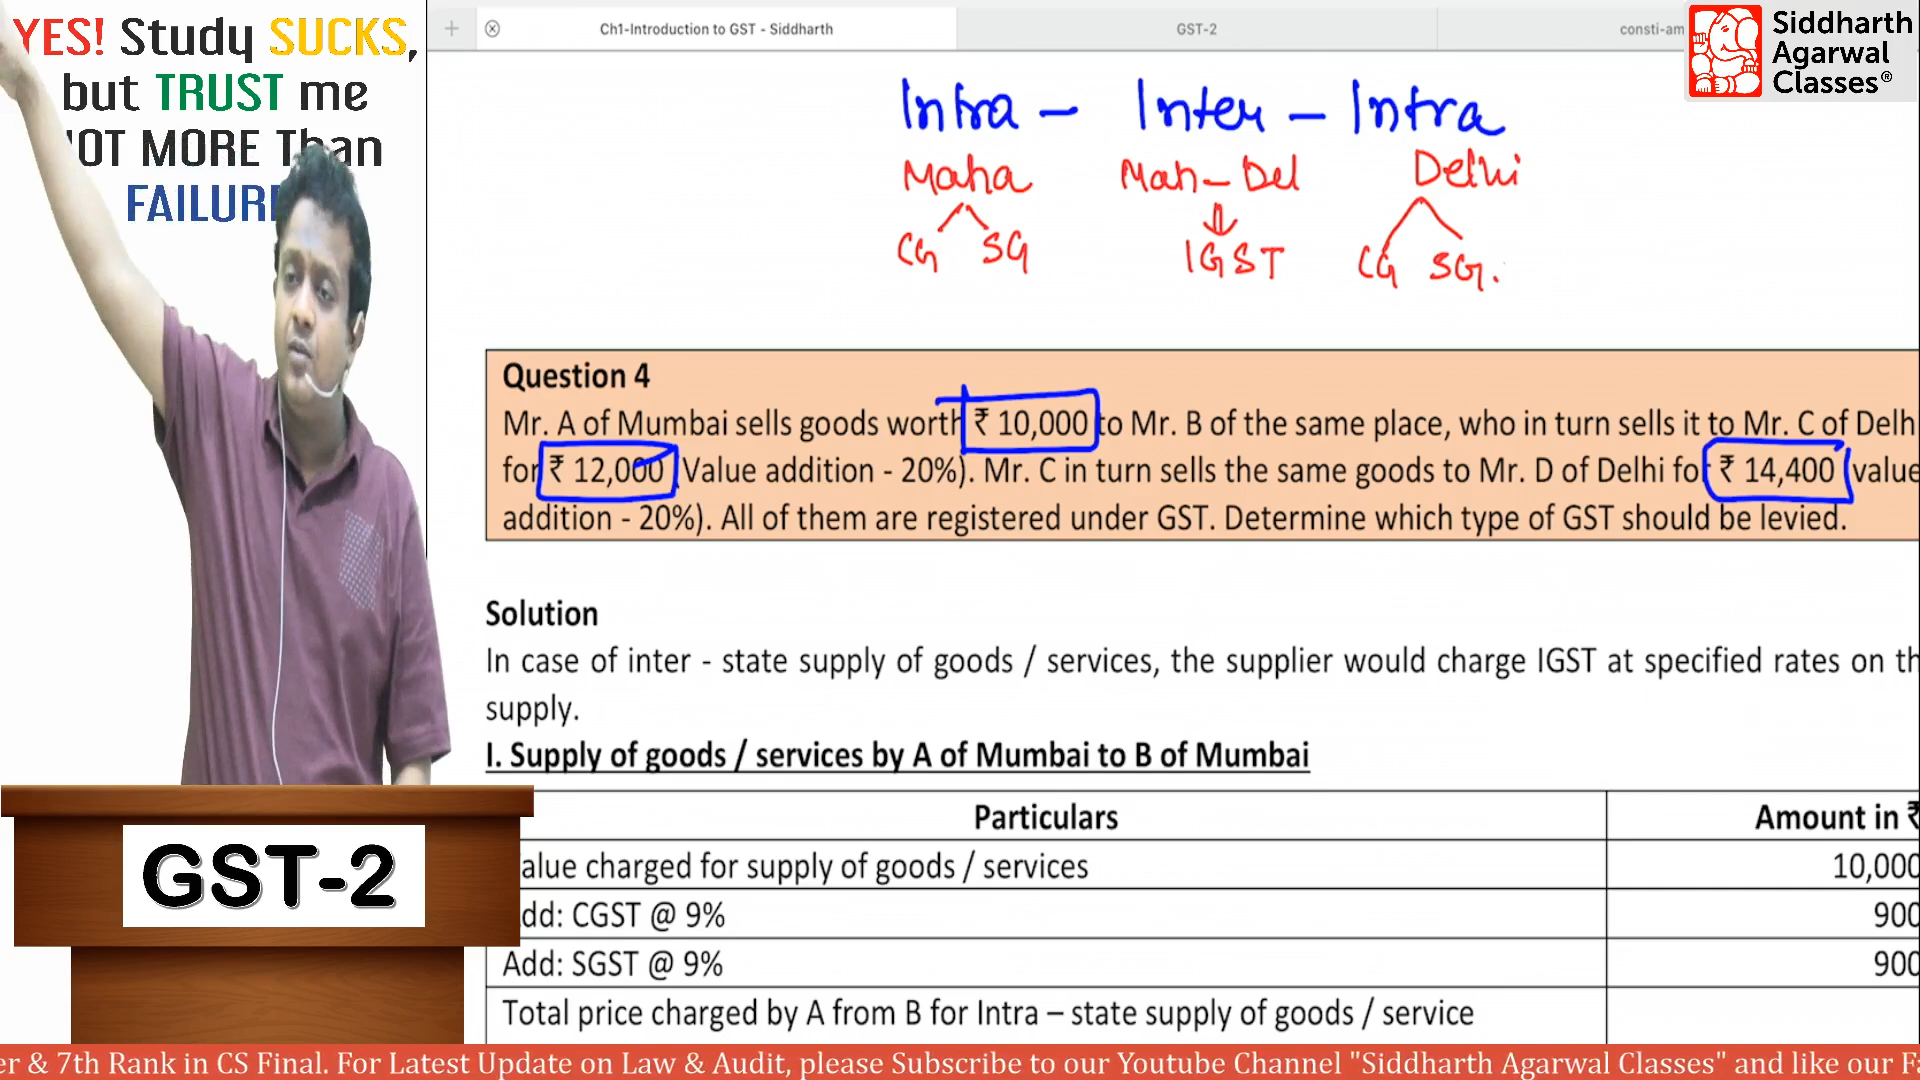 YES! Study SUCKS,
but TRUST me
NOT MORE Than
FAILURE
Ch1-Introduction to GST - Siddharth
GST-2
consti-am
Siddharth
Agarwal
Classes®
Intra - Inter - Intra
Maha Mah - Del Delhi
CG SG IGST CG SG.
Question 4
Mr. A of Mumbai sells goods worth ₹ 10,000 to Mr. B of the same place, who in turn sells it to Mr. C of Delh
for ₹ 12,000 (Value addition - 20%). Mr. C in turn sells the same goods to Mr. D of Delhi for ₹ 14,400 (value
addition - 20%). All of them are registered under GST. Determine which type of GST should be levied.
Solution
In case of inter - state supply of goods / services, the supplier would charge IGST at specified rates on th
supply.
I. Supply of goods / services by A of Mumbai to B of Mumbai
Particulars Amount in ₹
alue charged for supply of goods / services 10,000
dd: CGST @ 9% 900
Add: SGST @ 9% 900
Total price charged by A from B for Intra – state supply of goods / service
GST-2
er & 7th Rank in CS Final. For Latest Update on Law & Audit, please Subscribe to our Youtube Channel "Siddharth Agarwal Classes" and like our F